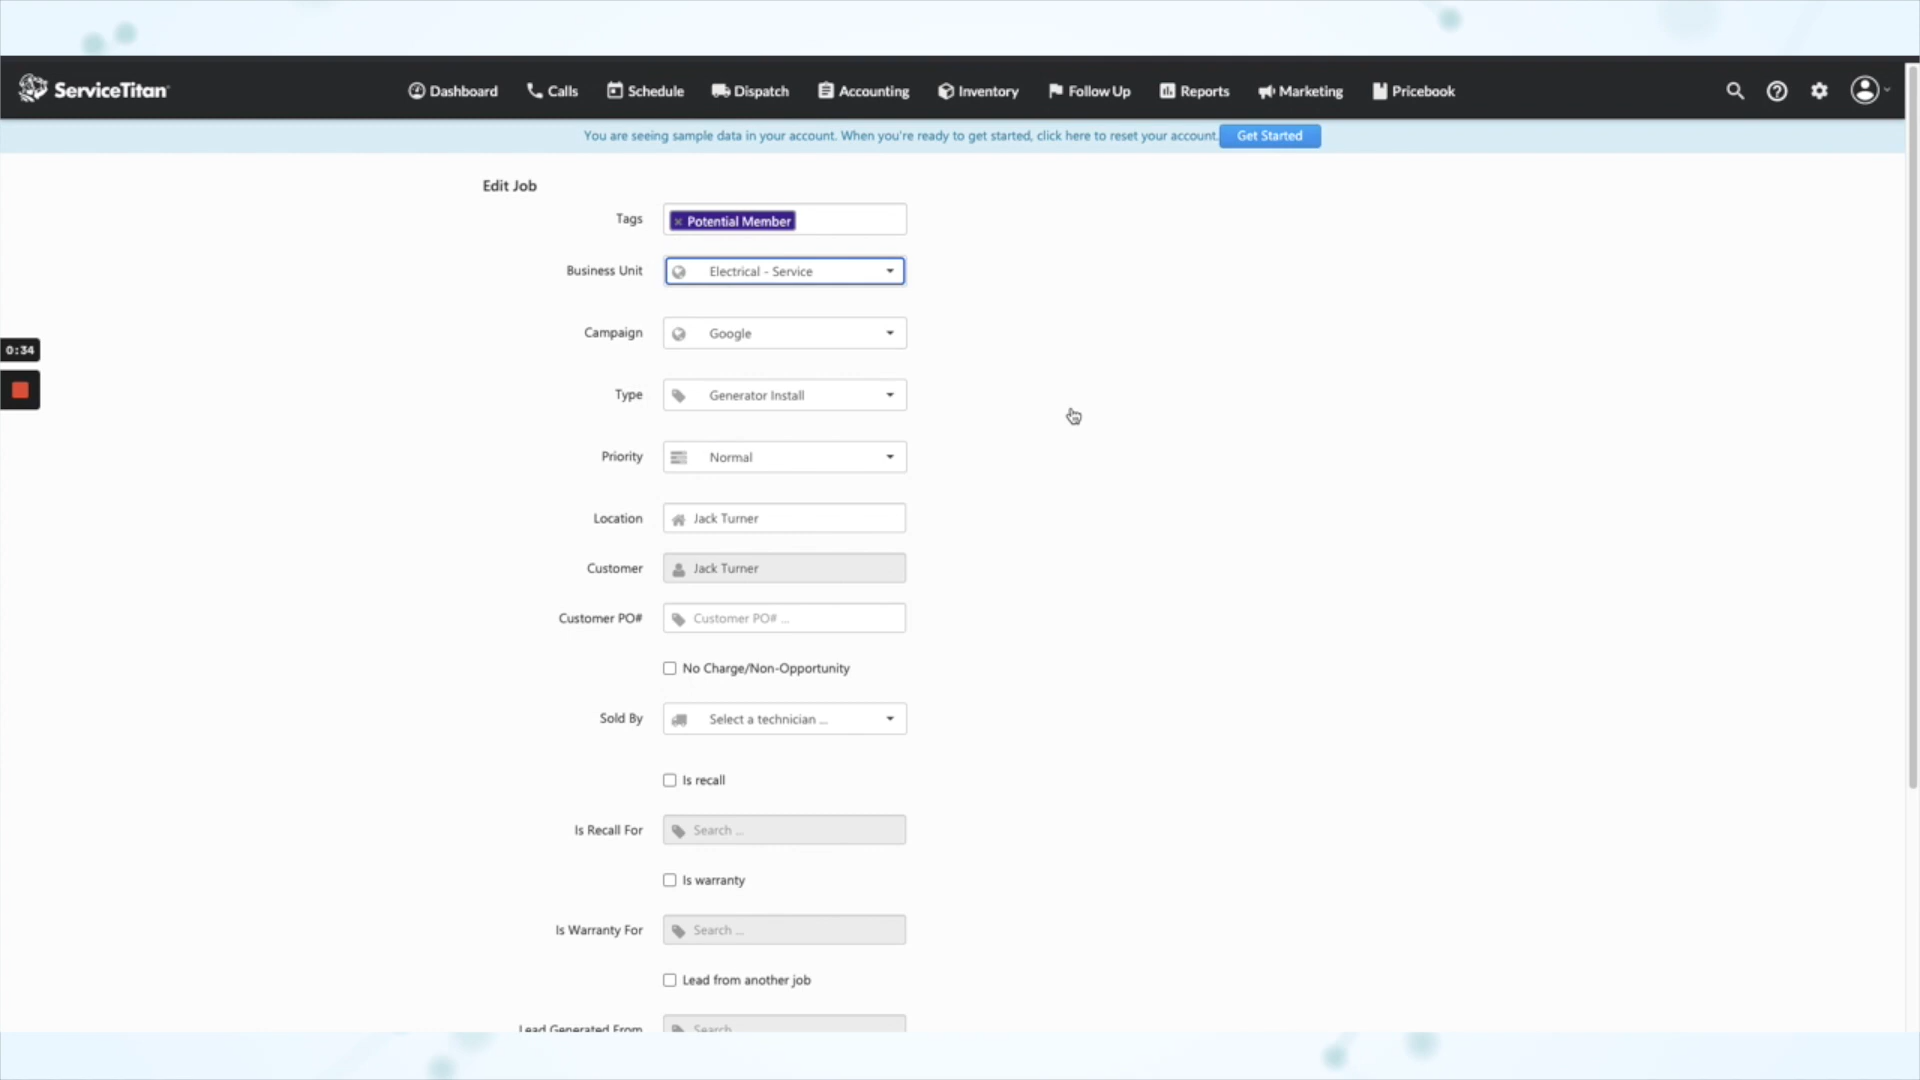 ServiceTitan
Dashboard Calls Schedule Dispatch Accounting Inventory Follow Up Reports Marketing Pricebook
You are seeing sample data in your account. When you're ready to get started, click here to reset your account. Get Started
Edit Job
Tags × Potential Member
Business Unit Electrical - Service
Campaign Google
0:34
Type Generator Install
Priority Normal
Location Jack Turner
Customer Jack Turner
Customer PO# Customer PO# ...
No Charge/Non-Opportunity
Sold By Select a technician ...
Is recall
Is Recall For Search ...
Is warranty
Is Warranty For Search ...
Lead from another job
Lead Generated From Search